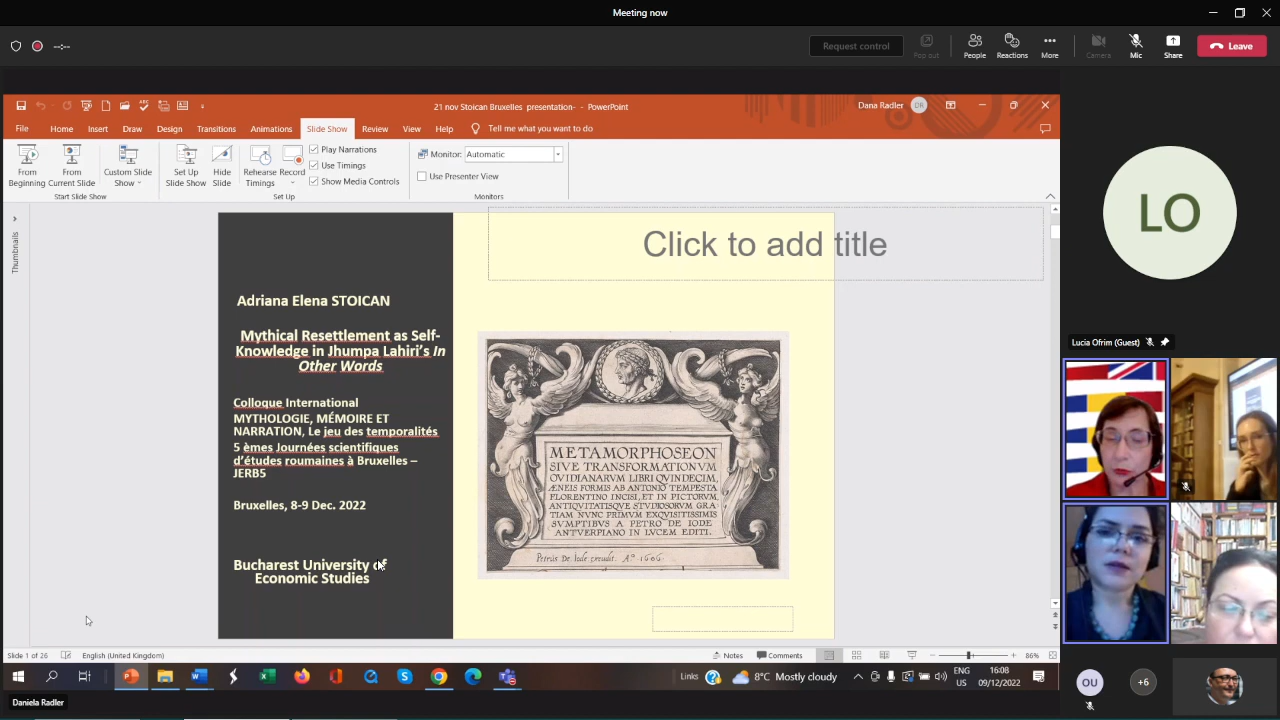 Meeting now
--:--
Request control
Pop out
People
Reactions
More
Camera
Mic
Share
Leave
21 nov Stoican Bruxelles presentation- - PowerPoint
Dana Radler
DR
File Home Insert Draw Design Transitions Animations Slide Show Review View Help Tell me what you want to do
From Beginning
From Current Slide
Custom Slide Show
Set Up Slide Show
Hide Slide
Rehearse Timings
Record
Play Narrations
Use Timings
Show Media Controls
Monitor: Automatic
Use Presenter View
Start Slide Show
Set Up
Monitors
Thumbnails
Click to add title
Adriana Elena STOICAN
Mythical Resettlement as Self-
Knowledge in Jhumpa Lahiri's In
Other Words
Colloque International
MYTHOLOGIE, MÉMOIRE ET
NARRATION, Le jeu des temporalités
5 èmes Journées scientifiques
d'études roumaines à Bruxelles –
JERB5
Bruxelles, 8-9 Dec. 2022
Bucharest University of
Economic Studies
METAMORPHOSEON
SIVE TRANSFORMATIONVM
OVIDIANARVM LIBRI QVINDECIM,
ÆNEIS FORMIS AB ANTONIO TEMPESTA
FLORENTINO INCISI, ET IN PICTORVM
ANTIQVITATISQVE STVDIOSORVM GRA-
TIAM NVNC PRIMVM EXQVISITISSIMIS
SVMPTIBVS A PETRO DE IODE
ANTVERPIANO IN LVCEM EDITI.
Petrus De Iode excudit. A° 1606.
LO
Lucia Ofrim (Guest)
OU
+6
Slide 1 of 26
English (United Kingdom)
Notes
Comments
86%
Links
8°C Mostly cloudy
ENG
US
16:08
09/12/2022
Daniela Radler